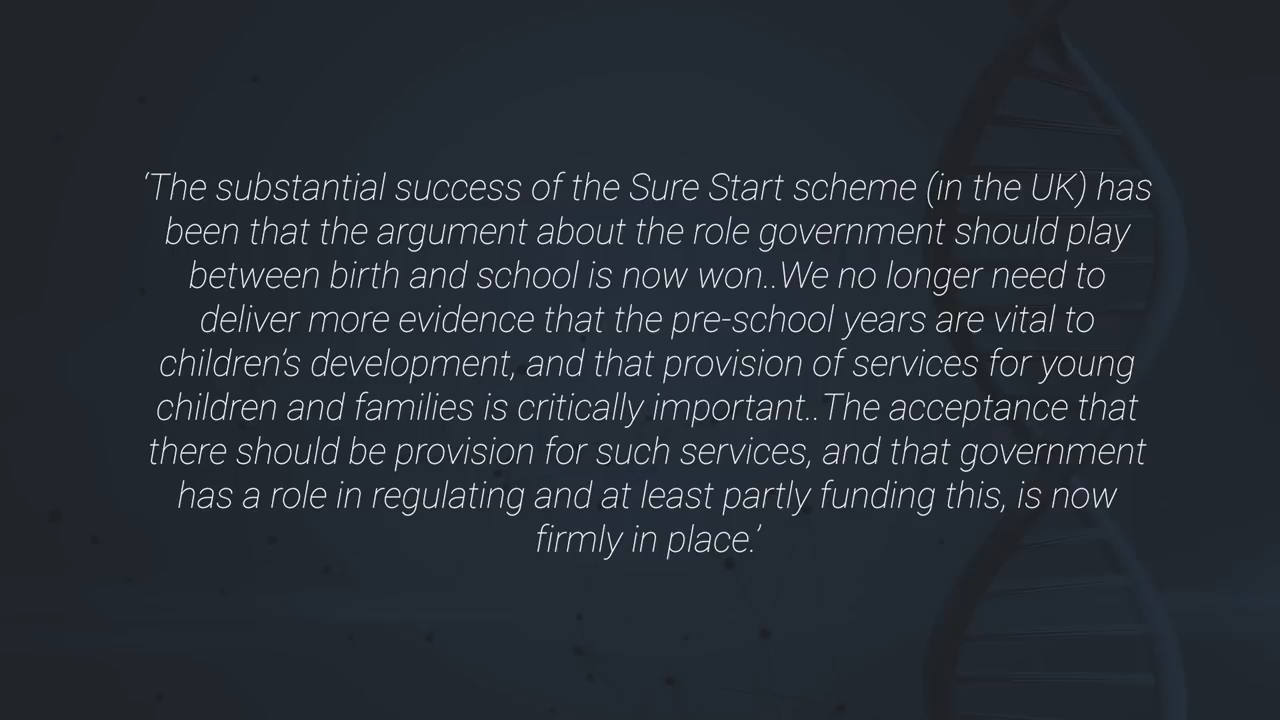 ‘The substantial success of the Sure Start scheme (in the UK) has
been that the argument about the role government should play
between birth and school is now won..We no longer need to
deliver more evidence that the pre-school years are vital to
children’s development, and that provision of services for young
children and families is critically important..The acceptance that
there should be provision for such services, and that government
has a role in regulating and at least partly funding this, is now
firmly in place.’